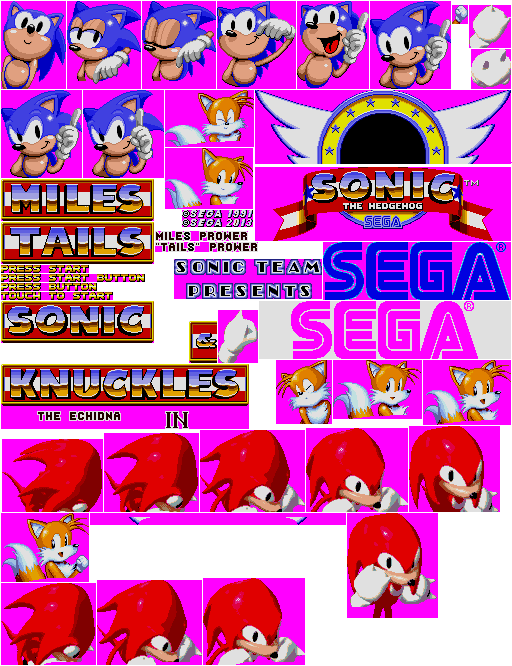 MILES
TAILS
SONIC
THE HEDGEHOG
SEGA
TM
©SEGA 1991
©SEGA 2013
MILES PROWER
"TAILS" PROWER
SONIC TEAM
PRESENTS
SEGA®
PRESS START
PRESS START BUTTON
PRESS BUTTON
TOUCH TO START
SONIC
&
SEGA®
KNUCKLES
THE ECHIDNA
IN